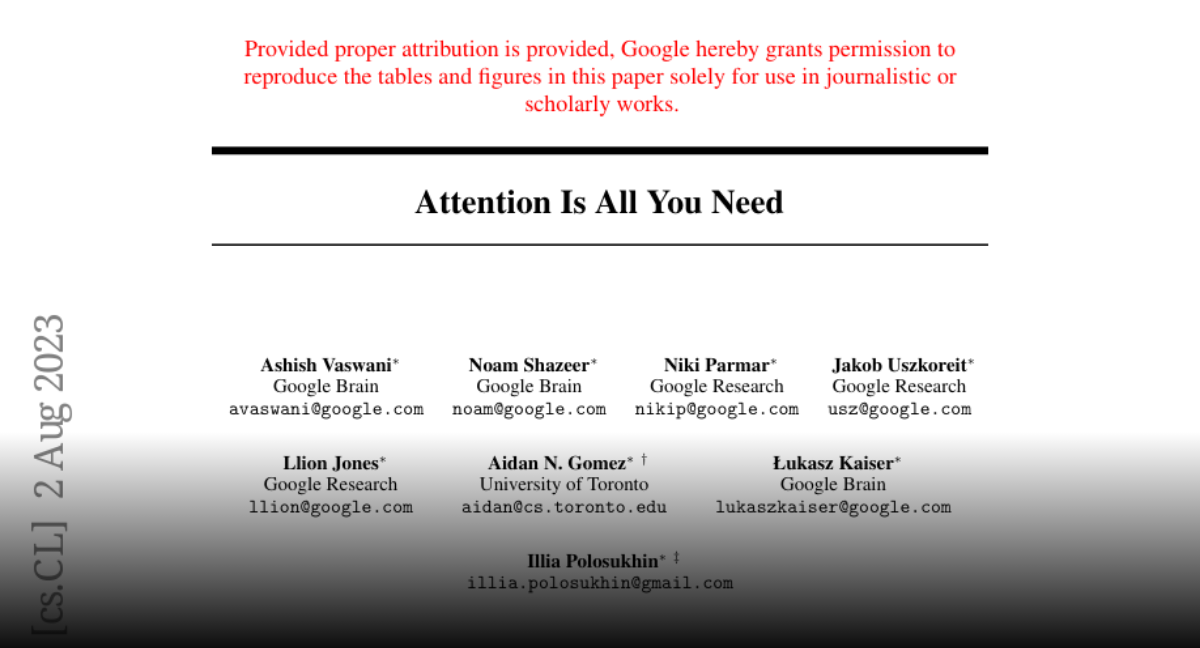 Provided proper attribution is provided, Google hereby grants permission to
reproduce the tables and figures in this paper solely for use in journalistic or
scholarly works.
Attention Is All You Need
Ashish Vaswani* Noam Shazeer* Niki Parmar* Jakob Uszkoreit*
Google Brain Google Brain Google Research Google Research
avaswani@google.com noam@google.com nikip@google.com usz@google.com
Llion Jones* Aidan N. Gomez* † Łukasz Kaiser*
Google Research University of Toronto Google Brain
llion@google.com aidan@cs.toronto.edu lukaszkaiser@google.com
Illia Polosukhin* ‡
illia.polosukhin@gmail.com
[cs.CL] 2 Aug 2023